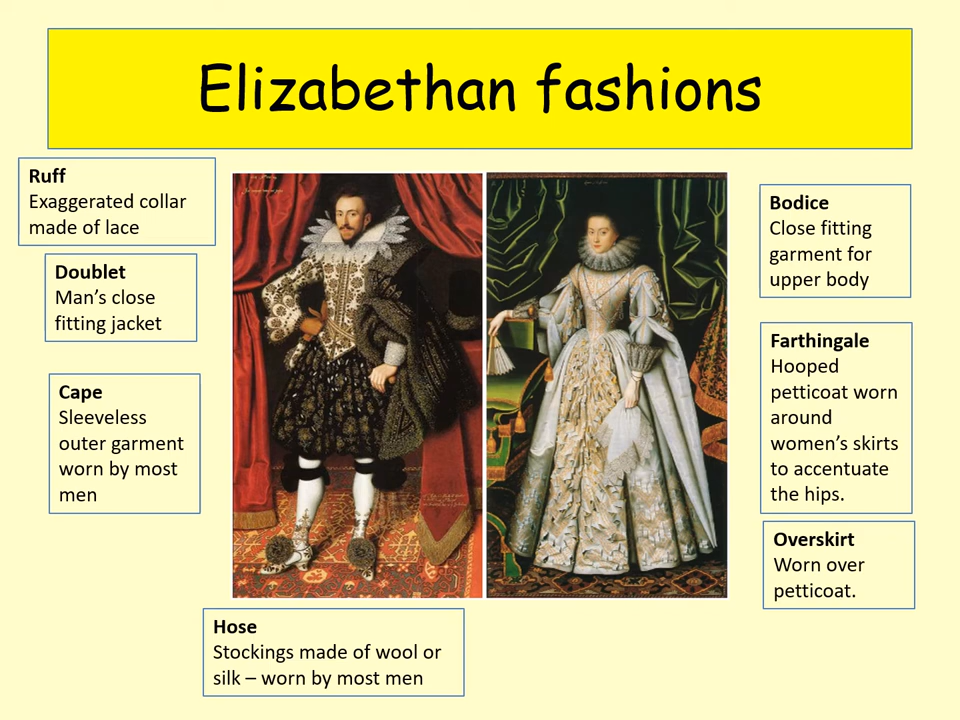 Elizabethan fashions
Ruff
Exaggerated collar
made of lace
Doublet
Man’s close
fitting jacket
Cape
Sleeveless
outer garment
worn by most
men
Hose
Stockings made of wool or
silk – worn by most men
Bodice
Close fitting
garment for
upper body
Farthingale
Hooped
petticoat worn
around
women’s skirts
to accentuate
the hips.
Overskirt
Worn over
petticoat.